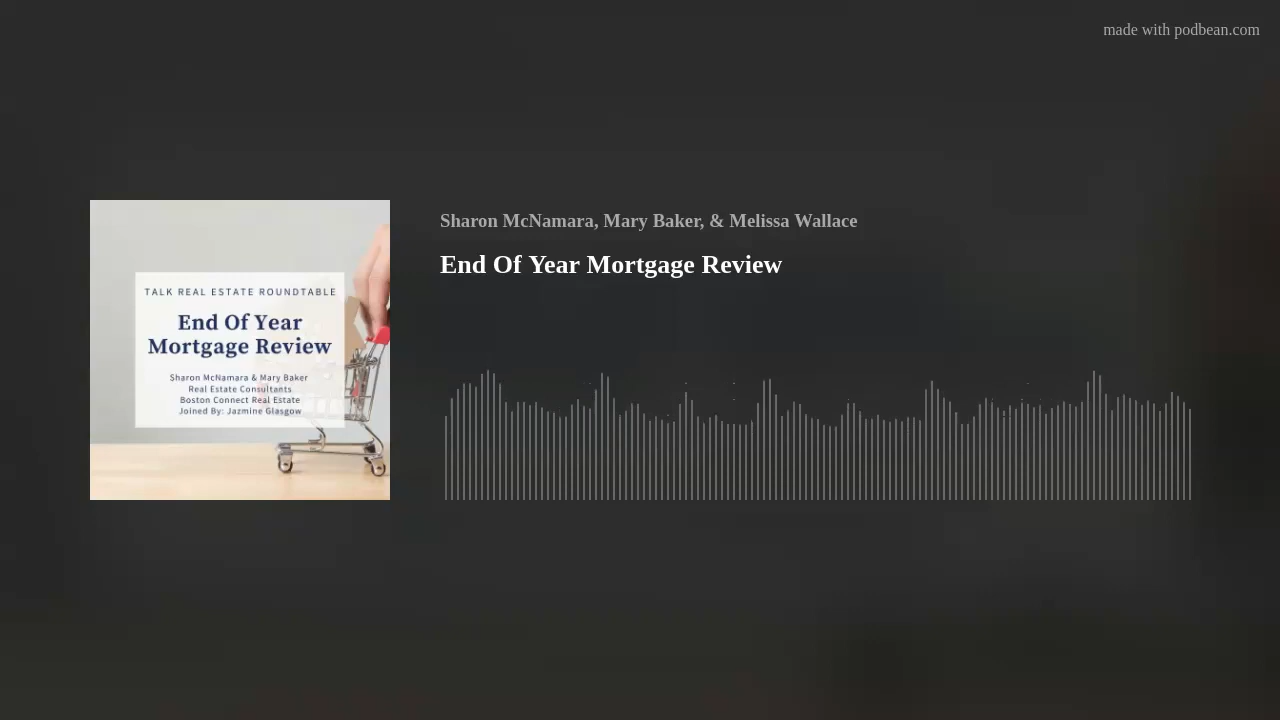 made with podbean.com
Sharon McNamara, Mary Baker, & Melissa Wallace
End Of Year Mortgage Review
TALK REAL ESTATE ROUNDTABLE
End Of Year
Mortgage Review
Sharon McNamara & Mary Baker
Real Estate Consultants
Boston Connect Real Estate
Joined By: Jazmine Glasgow